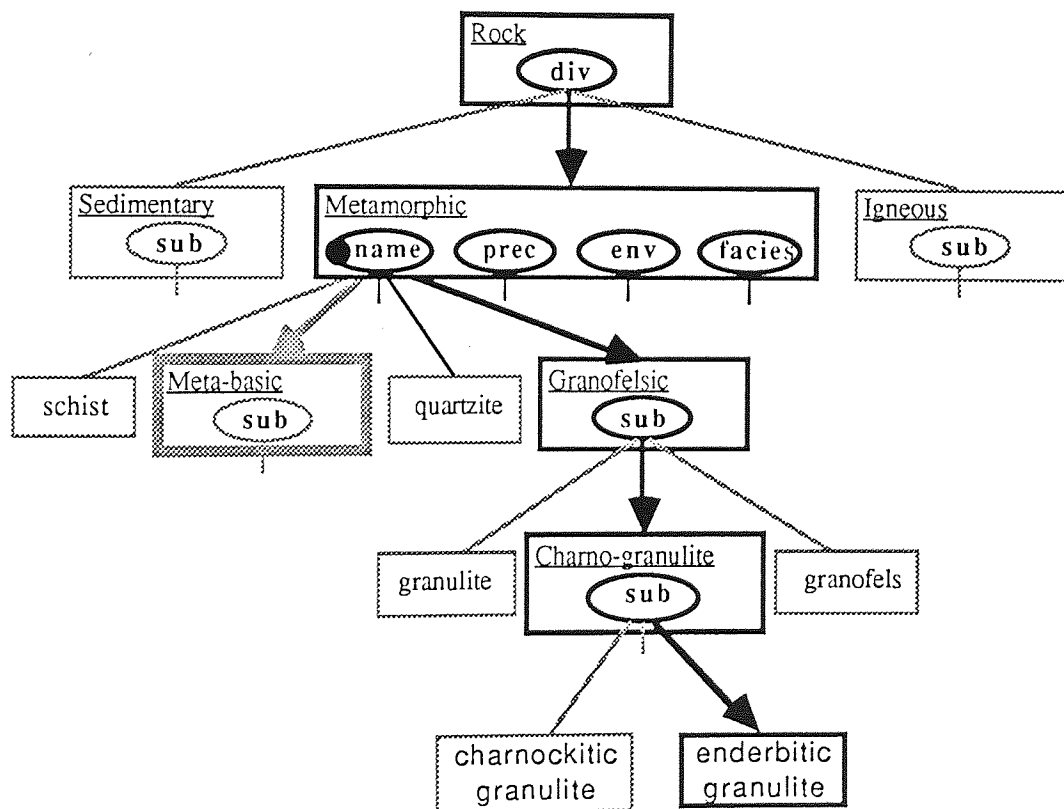 Rock
div
Sedimentary
sub
Metamorphic
name prec env facies
Igneous
sub
schist
Meta-basic
sub
quartzite
Granofelsic
sub
granulite
Charno-granulite
sub
granofels
charnockitic
granulite
enderbitic
granulite